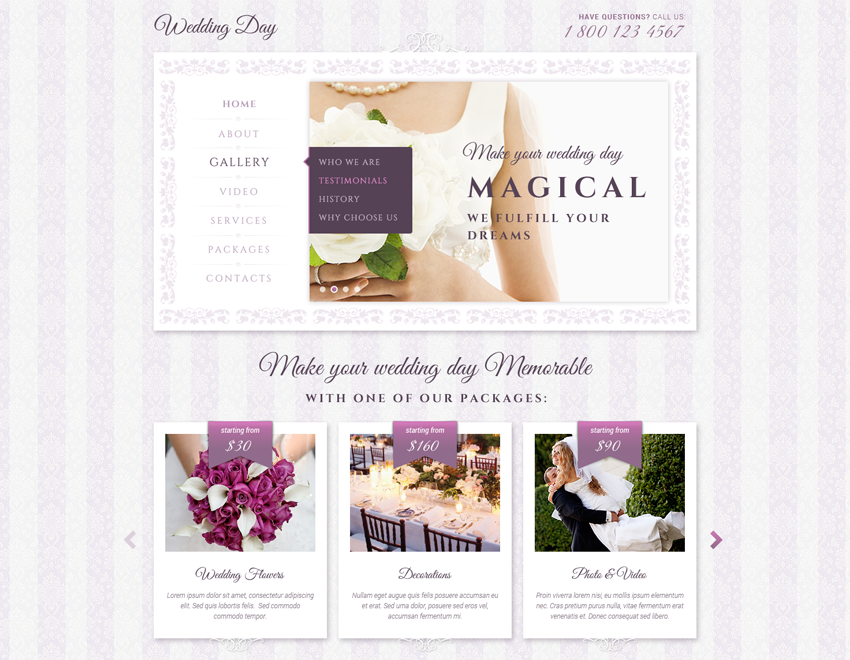 Wedding Day
HAVE QUESTIONS? CALL US:
1 800 123 4567
HOME
ABOUT
GALLERY
VIDEO
SERVICES
PACKAGES
CONTACTS
WHO WE ARE
TESTIMONIALS
HISTORY
WHY CHOOSE US
Make your wedding day
MAGICAL
WE FULFILL YOUR
DREAMS
Make your wedding day Memorable
WITH ONE OF OUR PACKAGES:
starting from
$30
Wedding Flowers
Lorem ipsum dolor sit amet, consectetur adipiscing
elit. Sed quis lobortis felis. Sed commodo
commodo tempor.
starting from
$160
Decorations
Nullam eget augue quis felis posuere accumsan eu
et erat. Sed urna dolor, posuere sed eros vel,
accumsan fermentum mi.
starting from
$90
Photo & Video
Proin viverra lorem nisi, eu mollis ipsum elementum
nec. Cras pretium purus nulla, vitae fermentum erat
venenatis et. Donec consequat sed libero.